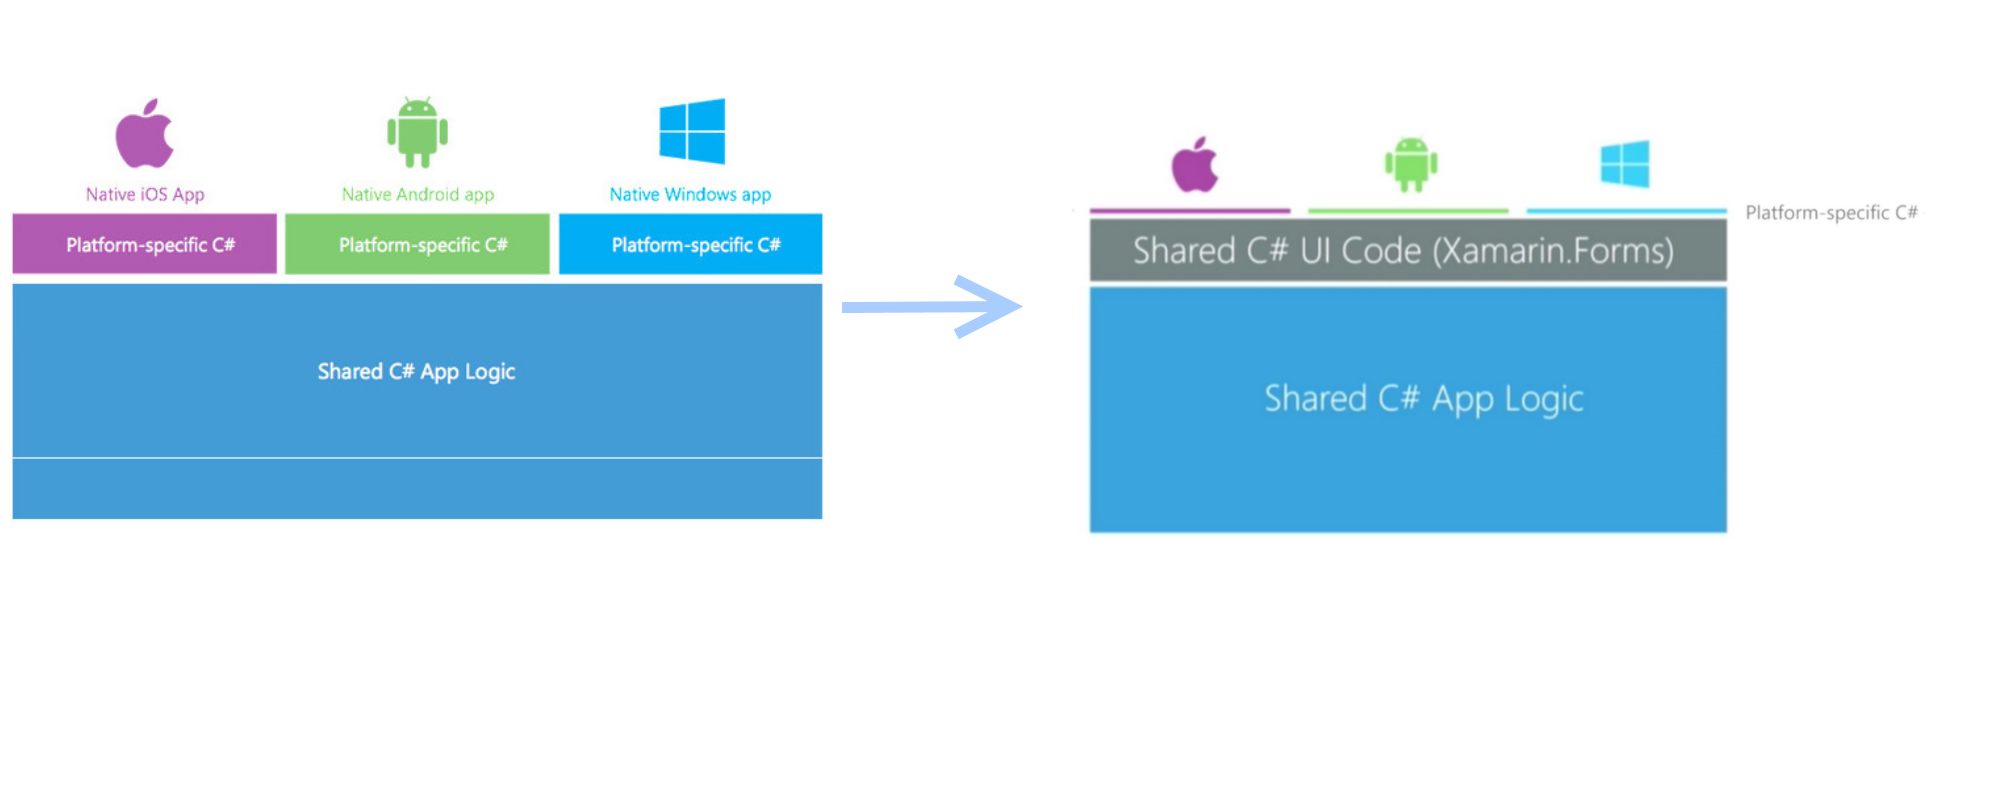 Native iOS App
Native Android app
Native Windows app
Platform-specific C#
Platform-specific C#
Platform-specific C#
Shared C# App Logic
Platform-specific C#
Shared C# UI Code (Xamarin.Forms)
Shared C# App Logic